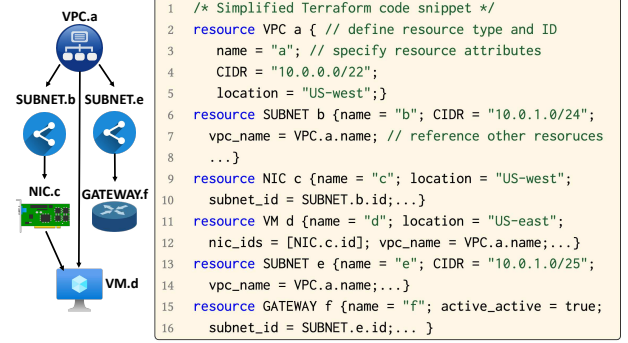 VPC.a
SUBNET.b SUBNET.e
NIC.c GATEWAY.f
VM.d
1 /* Simplified Terraform code snippet */
2 resource VPC a { // define resource type and ID
3 name = "a"; // specify resource attributes
4 CIDR = "10.0.0.0/22";
5 location = "US-west";}
6 resource SUBNET b {name = "b"; CIDR = "10.0.1.0/24";
7 vpc_name = VPC.a.name; // reference other resoruces
8 ...}
9 resource NIC c {name = "c"; location = "US-west";
10 subnet_id = SUBNET.b.id;...}
11 resource VM d {name = "d"; location = "US-east";
12 nic_ids = [NIC.c.id]; vpc_name = VPC.a.name;...}
13 resource SUBNET e {name = "e"; CIDR = "10.0.1.0/25";
14 vpc_name = VPC.a.name;...}
15 resource GATEWAY f {name = "f"; active_active = true;
16 subnet_id = SUBNET.e.id;... }